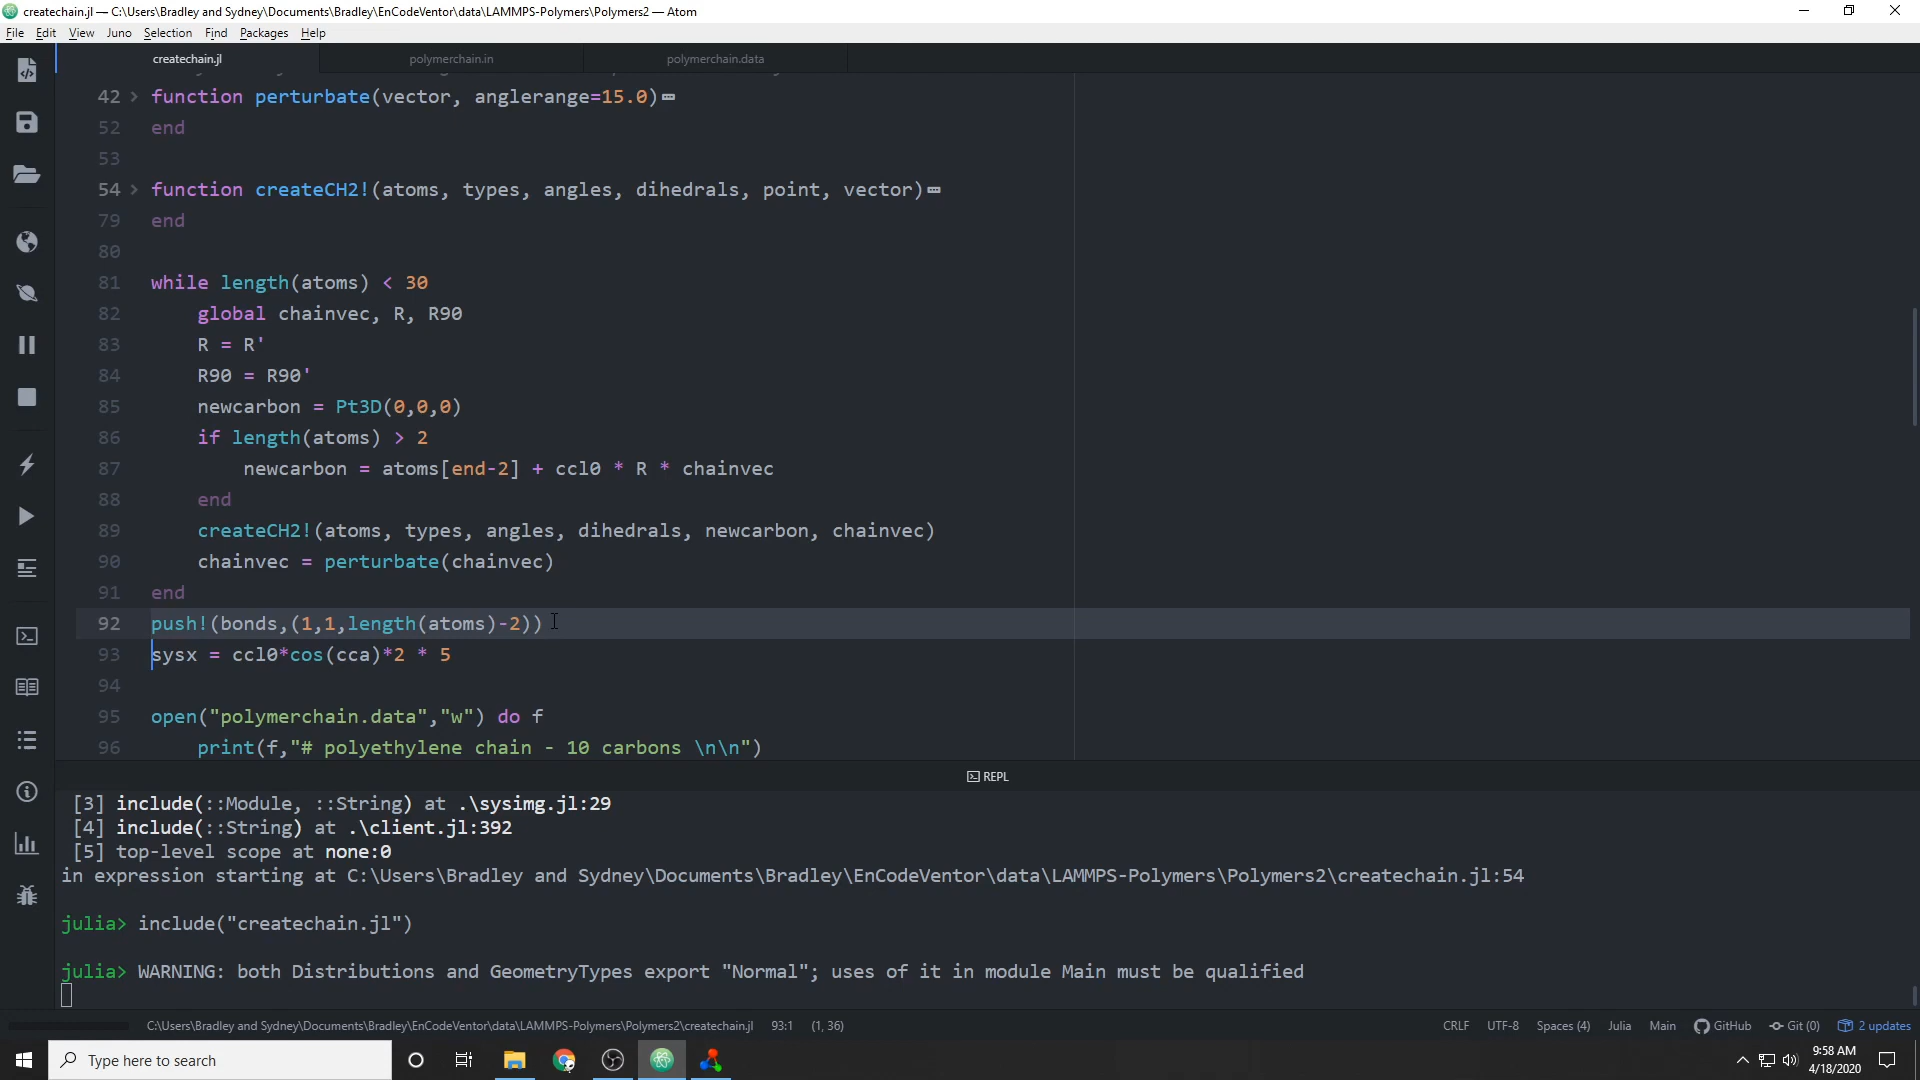 createchain.jl — C:\Users\Bradley and Sydney\Documents\Bradley\EnCodeVentor\data\LAMMPS-Polymers\Polymers2 — Atom
File Edit View Juno Selection Find Packages Help
createchain.jl polymerchain.in polymerchain.data
42 function perturbate(vector, anglerange=15.0)
52 end
53
54 function createCH2!(atoms, types, angles, dihedrals, point, vector)
79 end
80
81 while length(atoms) < 30
82 global chainvec, R, R90
83 R = R'
84 R90 = R90'
85 newcarbon = Pt3D(0,0,0)
86 if length(atoms) > 2
87 newcarbon = atoms[end-2] + ccl0 * R * chainvec
88 end
89 createCH2!(atoms, types, angles, dihedrals, newcarbon, chainvec)
90 chainvec = perturbate(chainvec)
91 end
92 push!(bonds,(1,1,length(atoms)-2))
93 sysx = ccl0*cos(cca)*2 * 5
94
95 open("polymerchain.data","w") do f
96 print(f,"# polyethylene chain - 10 carbons \n\n")
REPL
[3] include(::Module, ::String) at .\sysimg.jl:29
[4] include(::String) at .\client.jl:392
[5] top-level scope at none:0
in expression starting at C:\Users\Bradley and Sydney\Documents\Bradley\EnCodeVentor\data\LAMMPS-Polymers\Polymers2\createchain.jl:54
julia> include("createchain.jl")
julia> WARNING: both Distributions and GeometryTypes export "Normal"; uses of it in module Main must be qualified
C:\Users\Bradley and Sydney\Documents\Bradley\EnCodeVentor\data\LAMMPS-Polymers\Polymers2\createchain.jl 93:1 (1, 36) CRLF UTF-8 Spaces (4) Julia Main GitHub Git (0) 2 updates
Type here to search
9:58 AM
4/18/2020